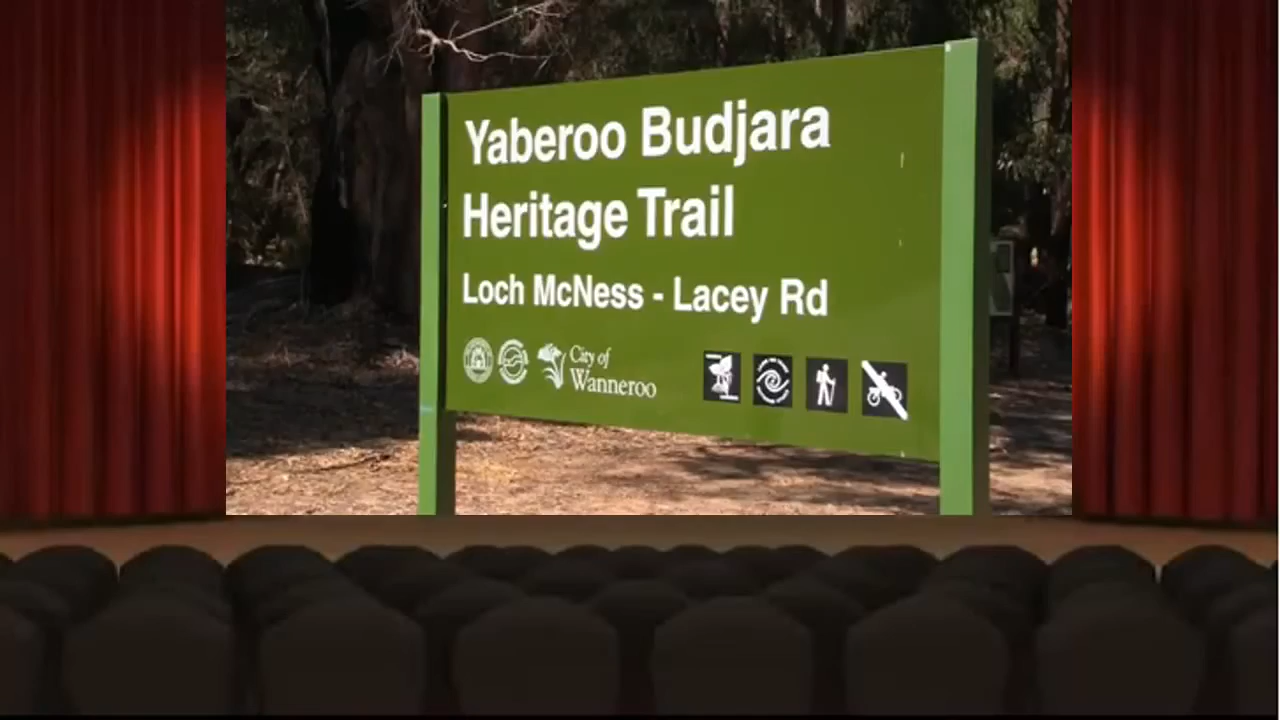 Yaberoo Budjara
Heritage Trail
Loch McNess - Lacey Rd
City of
Wanneroo